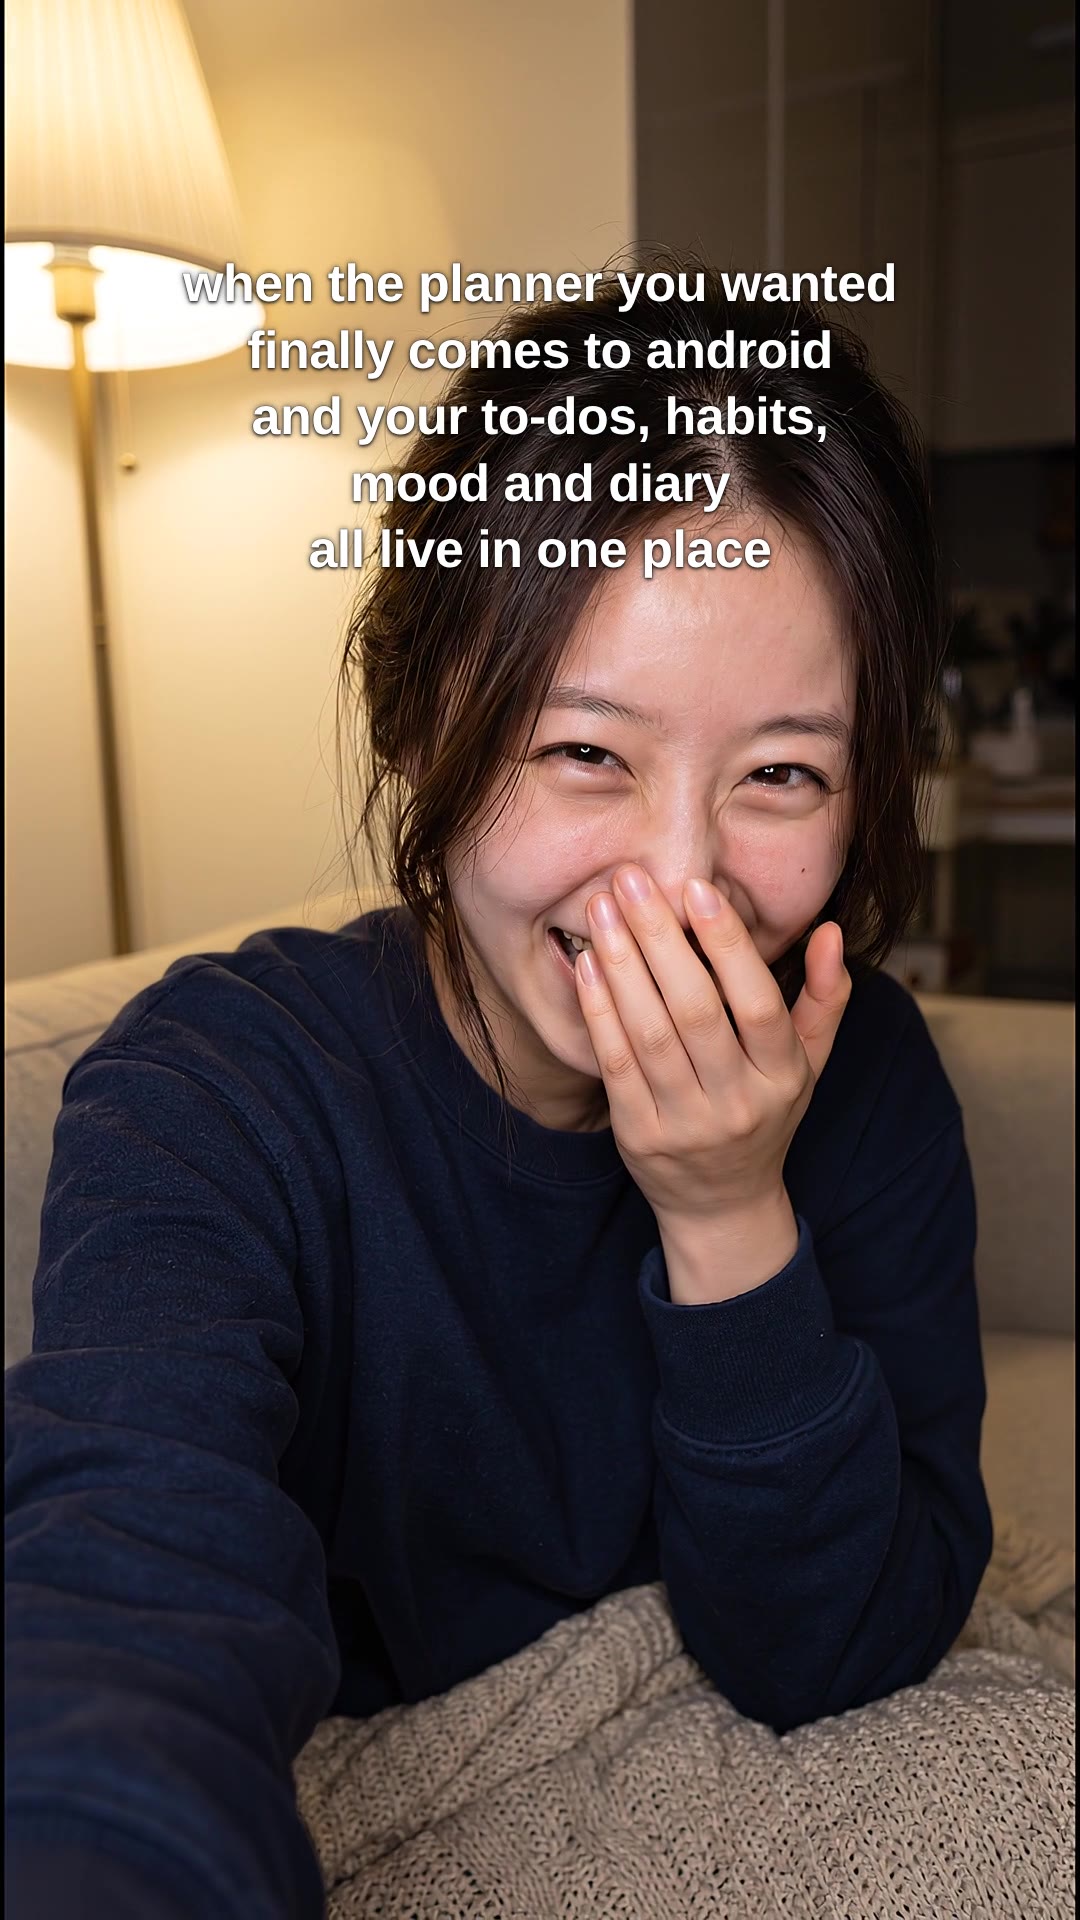 when the planner you wanted
finally comes to android
and your to-dos, habits,
mood and diary
all live in one place